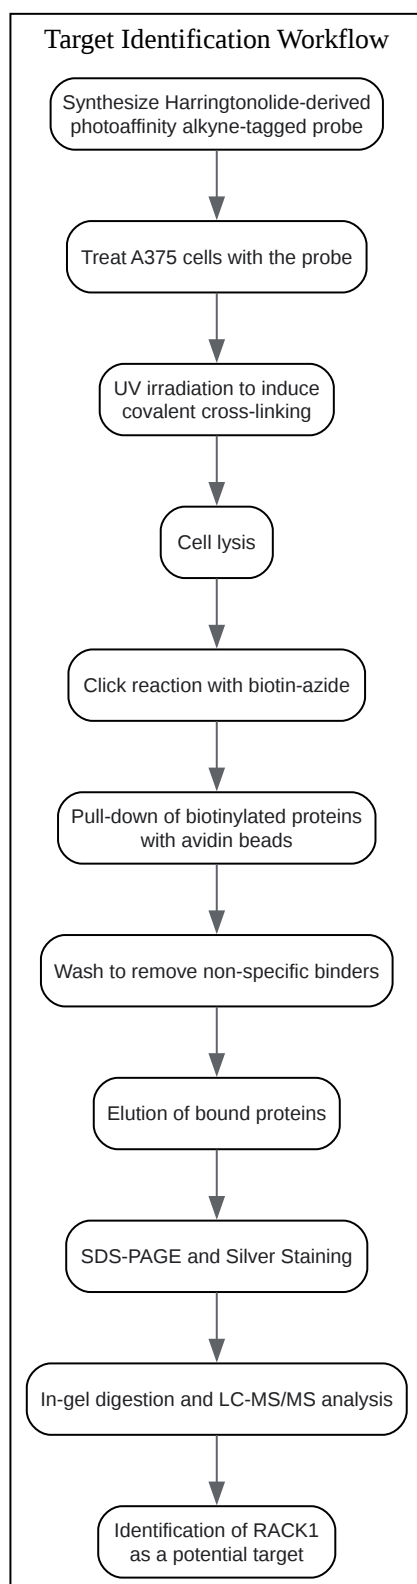 Target Identification Workflow
Synthesize Harringtonolide-derived
photoaffinity alkyne-tagged probe
Treat A375 cells with the probe
UV irradiation to induce
covalent cross-linking
Cell lysis
Click reaction with biotin-azide
Pull-down of biotinylated proteins
with avidin beads
Wash to remove non-specific binders
Elution of bound proteins
SDS-PAGE and Silver Staining
In-gel digestion and LC-MS/MS analysis
Identification of RACK1
as a potential target